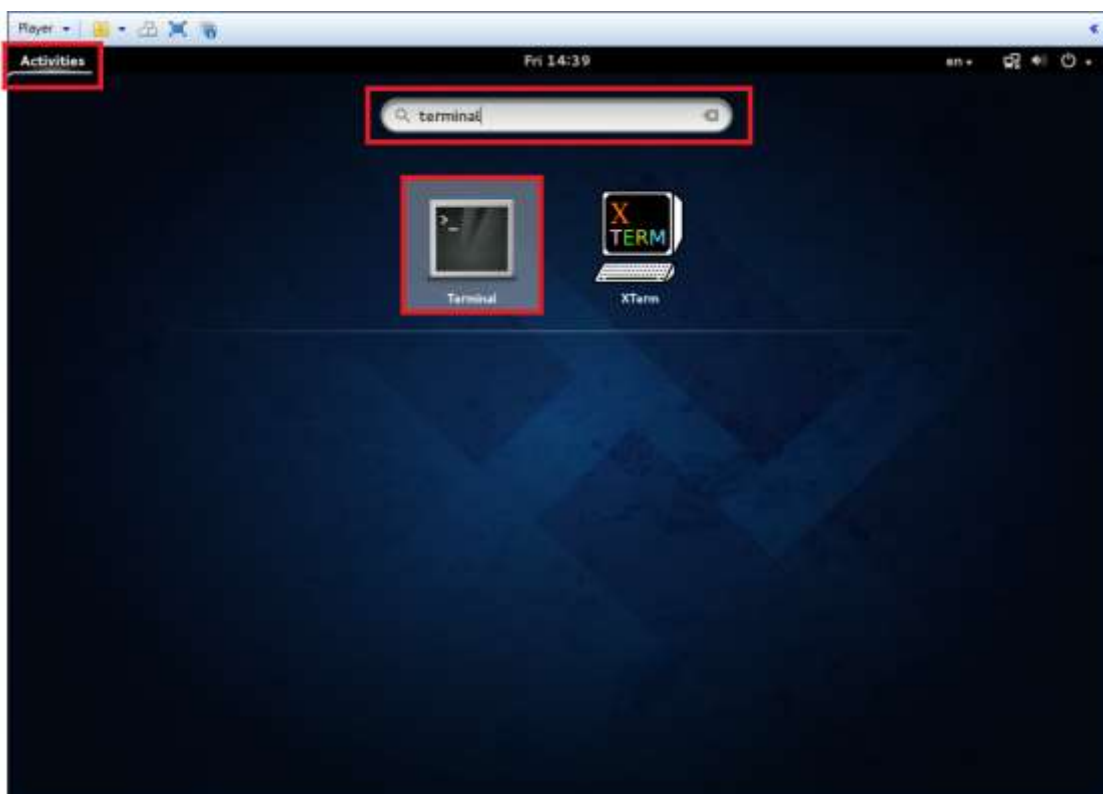 Player
Activities
Fri 14:39
en
terminal
>_
X
TERM
Terminal
XTerm